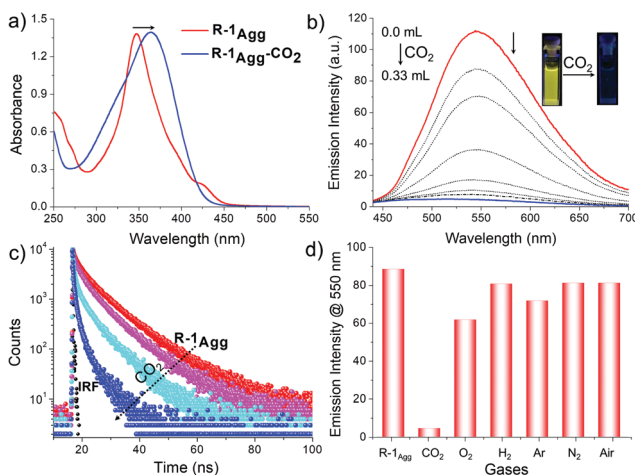 a)
R-1Agg
R-1Agg-CO2
1.5
1.2
0.9
0.6
0.3
0.0
Absorbance
250 300 350 400 450 500 550
Wavelength (nm)
b)
0.0 mL
CO2
0.33 mL
CO2
120
100
80
60
40
20
0
Emission Intensity (a.u.)
450 500 550 600 650 700
Wavelength (nm)
c)
10^4
10^3
10^2
10^1
Counts
R-1Agg
CO2
IRF
20 40 60 80 100
Time (ns)
d)
100
80
60
40
20
0
Emission Intensity @ 550 nm
R-1Agg CO2 O2 H2 Ar N2 Air
Gases